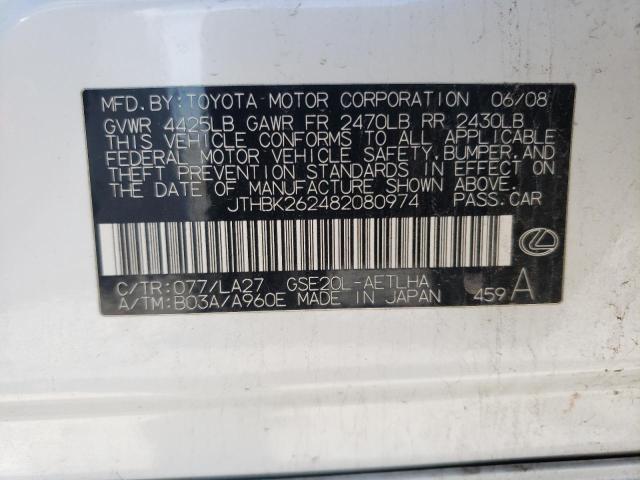 MFD. BY: TOYOTA MOTOR CORPORATION 06/08
GVWR 4425LB GAWR FR 2470LB RR 2430LB
THIS VEHICLE CONFORMS TO ALL APPLICABLE
FEDERAL MOTOR VEHICLE SAFETY, BUMPER, AND
THEFT PREVENTION STANDARDS IN EFFECT ON
THE DATE OF MANUFACTURE SHOWN ABOVE.
JTHBK262482080974 PASS.CAR
C/TR:077/LA27 GSE20L-AETLHA
A/TM:B03A/A960E MADE IN JAPAN 459 A